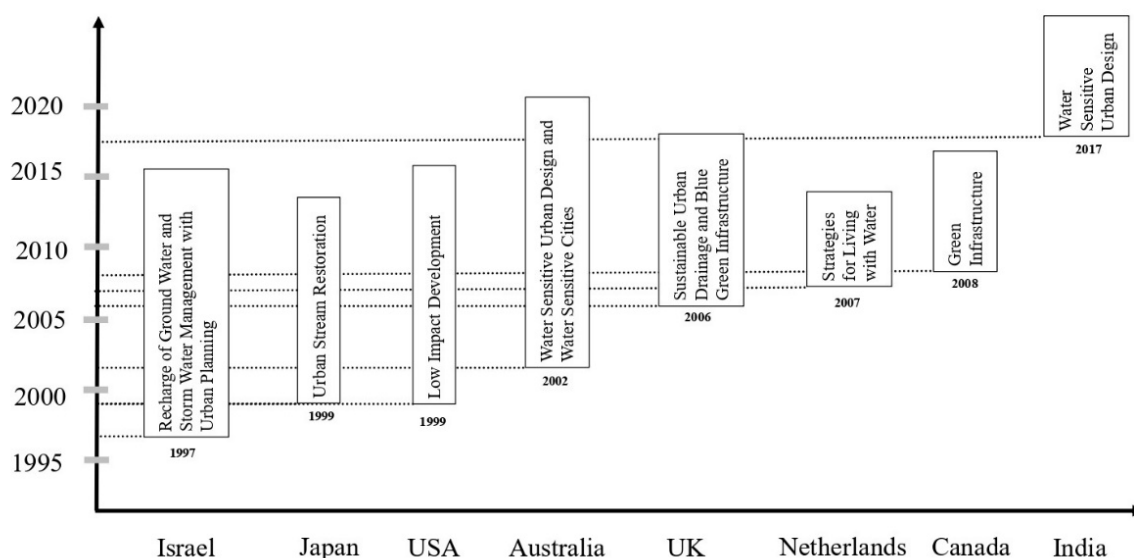 2020
2015
2010
2005
2000
1995
Recharge of Ground Water and
Storm Water Management with
Urban Planning
1997
Urban Stream Restoration
1999
Low Impact Development
1999
Water Sensitive Urban Design and
Water Sensitive Cities
2002
Sustainable Urban
Drainage and Blue
Green Infrastructure
2006
Strategies
for Living
with Water
2007
Green
Infrastructure
2008
Water
Sensitive
Urban Design
2017
Israel
Japan
USA
Australia
UK
Netherlands
Canada
India